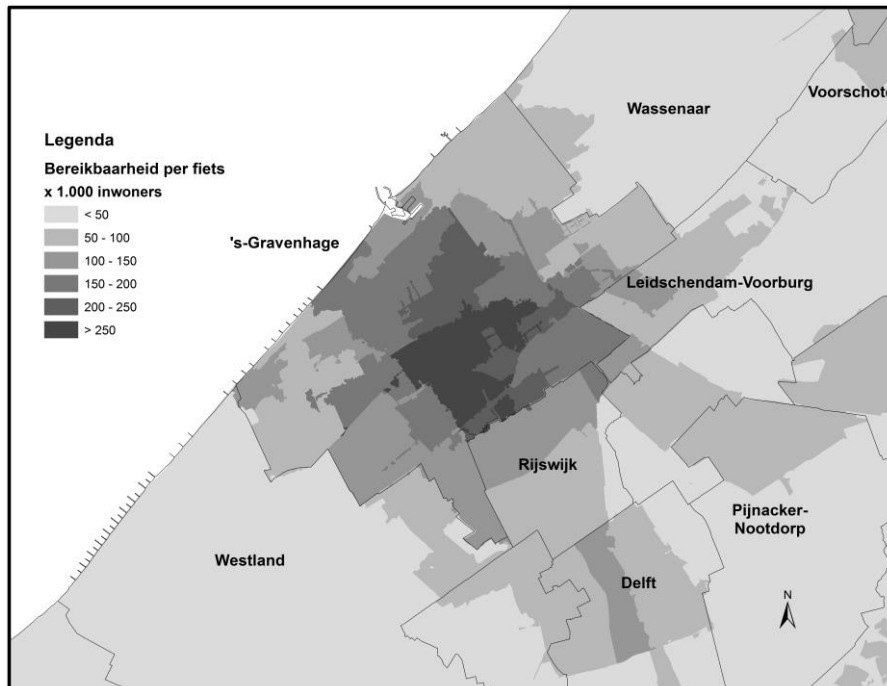 Legenda
Bereikbaarheid per fiets
x 1.000 inwoners
< 50
50 - 100
100 - 150
150 - 200
200 - 250
> 250
Wassenaar
Voorschote
's-Gravenhage
Leidschendam-Voorburg
Rijswijk
Pijnacker-
Nootdorp
Westland
Delft
N